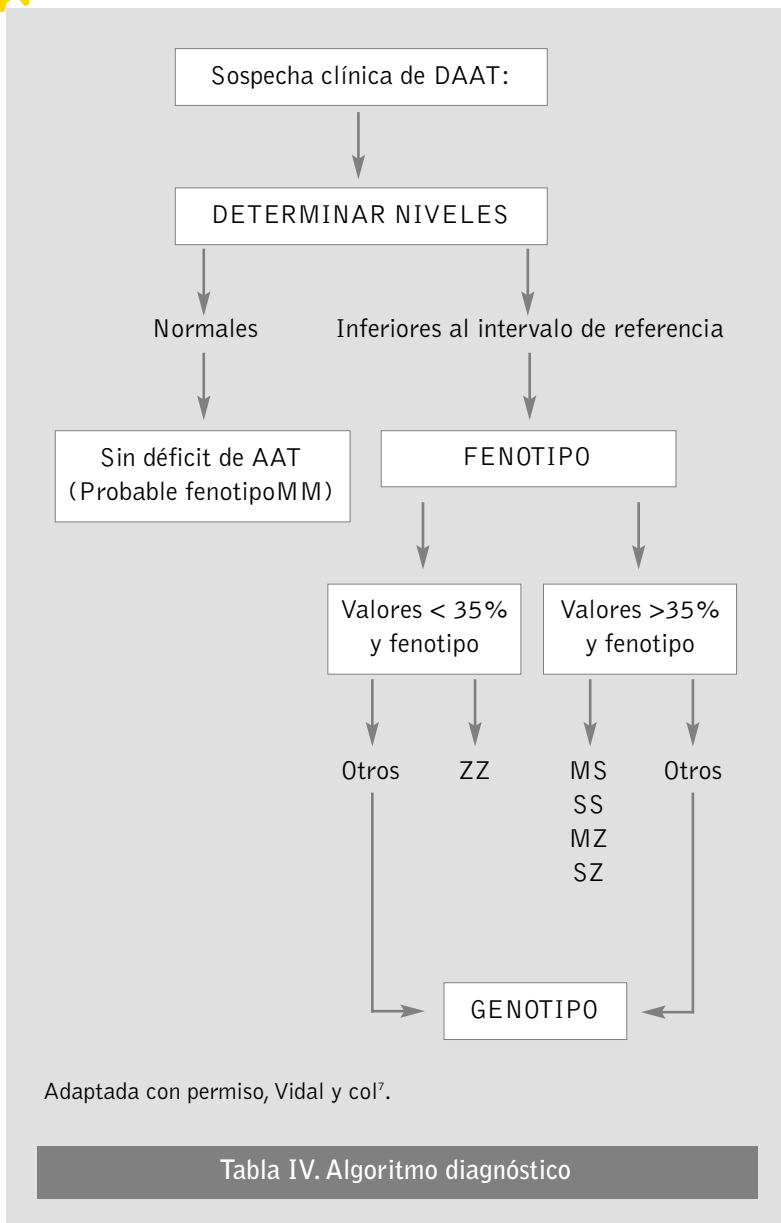 Sospecha clínica de DAAT:
DETERMINAR NIVELES
Normales
Inferiores al intervalo de referencia
Sin déficit de AAT
(Probable fenotipoMM)
FENOTIPO
Valores < 35%
y fenotipo
Valores >35%
y fenotipo
Otros
ZZ
MS
SS
MZ
SZ
Otros
GENOTIPO
Adaptada con permiso, Vidal y col⁷.
Tabla IV. Algoritmo diagnóstico